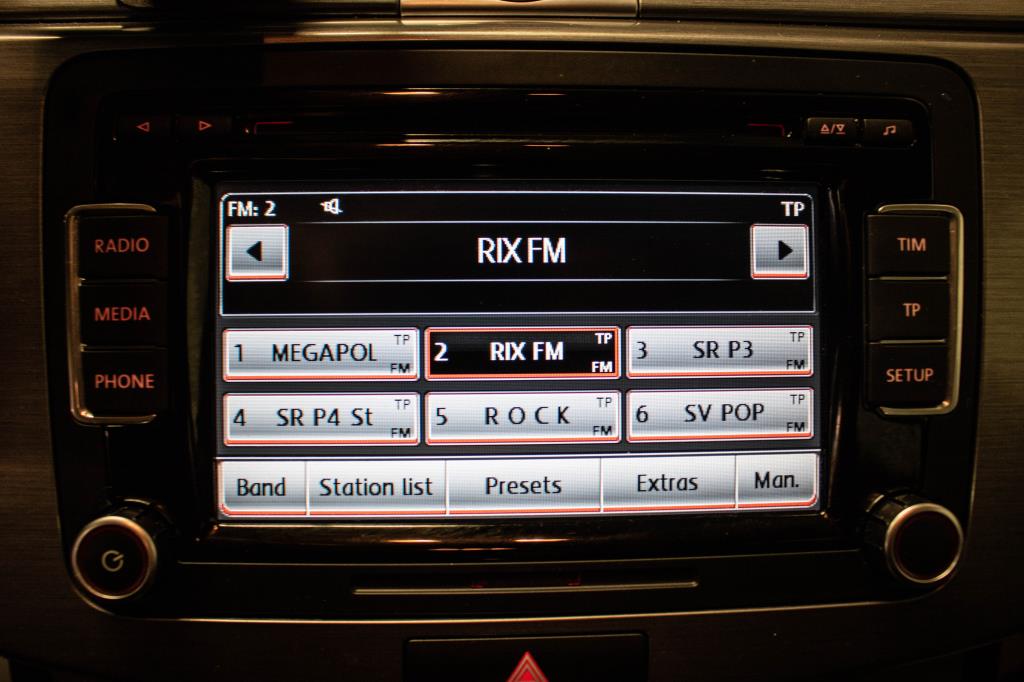 FM: 2 TP
RIX FM
RADIO
MEDIA
PHONE
1 MEGAPOL TP FM
2 RIX FM TP FM
3 SR P3 TP FM
4 SR P4 St TP FM
5 R O C K TP FM
6 SV POP TP FM
Band Station list Presets Extras Man.
TIM
TP
SETUP